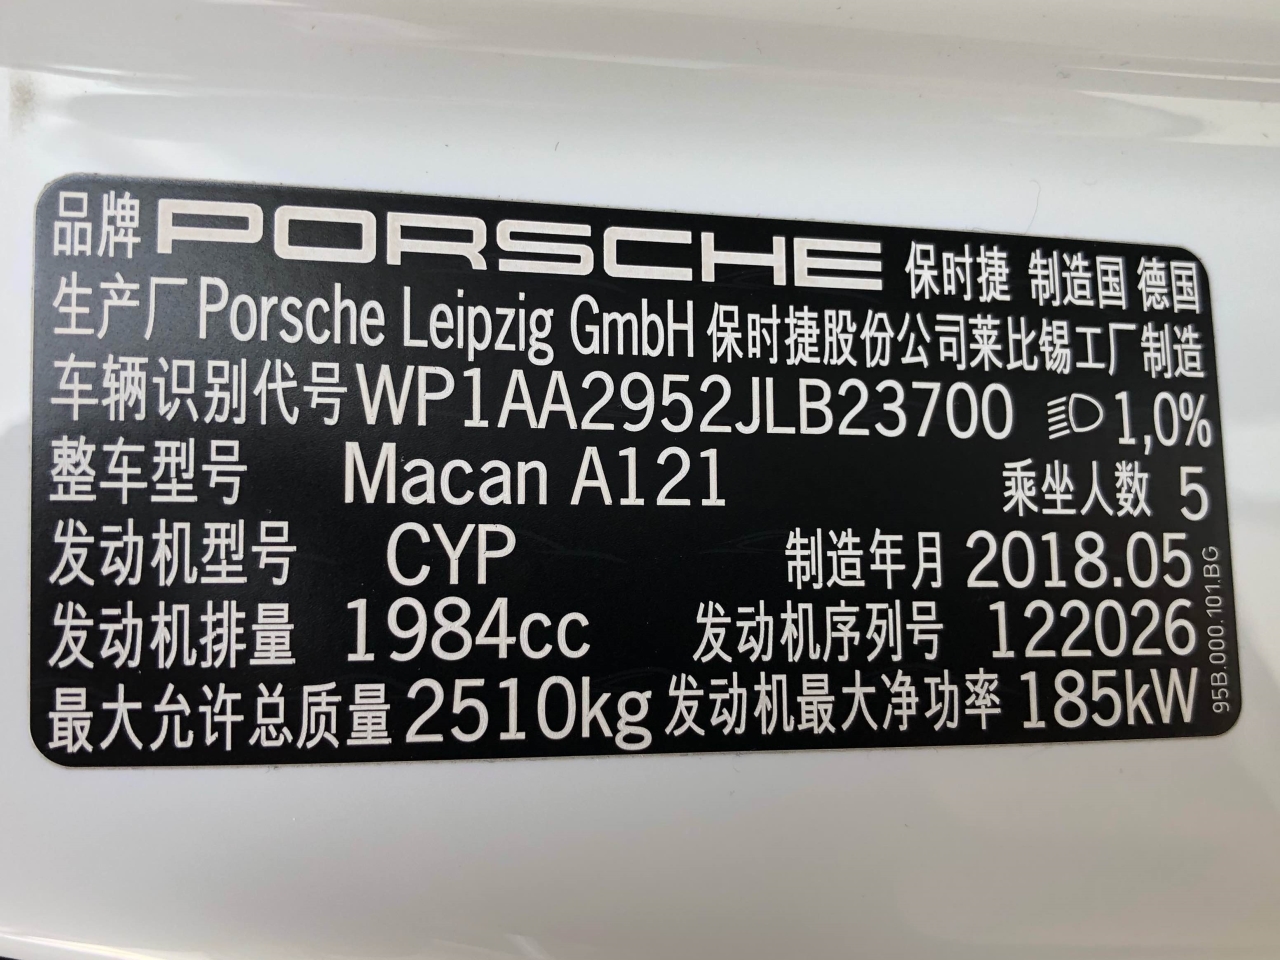 品牌 PORSCHE 保时捷 制造国 德国
生产厂 Porsche Leipzig GmbH 保时捷股份公司莱比锡工厂制造
车辆识别代号 WP1AA2952JLB23700 1,0%
整车型号 Macan A121 乘坐人数 5
发动机型号 CYP 制造年月 2018.05
发动机排量 1984cc 发动机序列号 122026
最大允许总质量 2510kg 发动机最大净功率 185kW
95B.000.101.BG